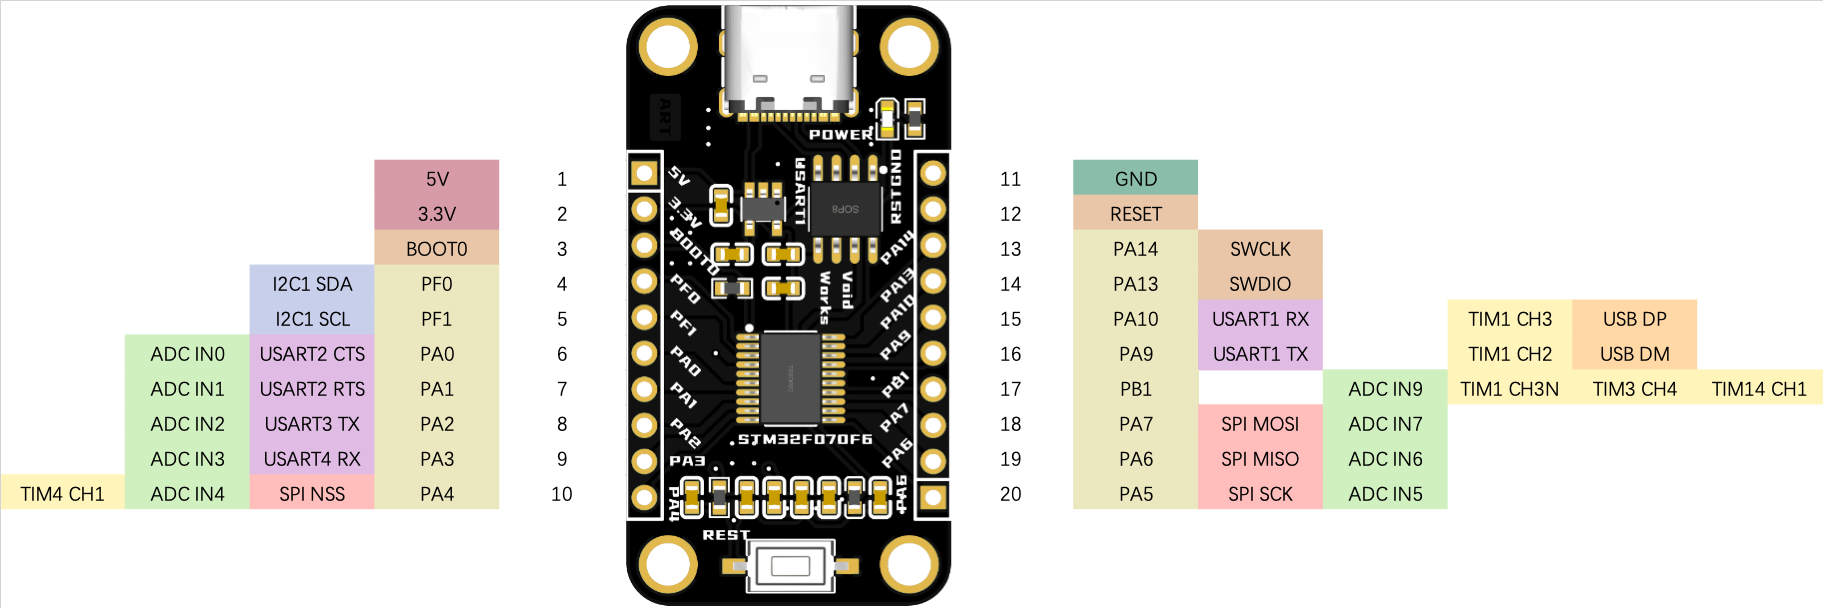 5V 1
3.3V 2
BOOT0 3
I2C1 SDA PF0 4
I2C1 SCL PF1 5
ADC IN0 USART2 CTS PA0 6
ADC IN1 USART2 RTS PA1 7
ADC IN2 USART3 TX PA2 8
ADC IN3 USART4 RX PA3 9
TIM4 CH1 ADC IN4 SPI NSS PA4 10
ART
POWER
5V
3.3V
BOOT0
PF0
PF1
PA0
PA1
PA2
PA3
PA4
USART1
SOP8
Void
Works
STM32F070F6
REST
GND
RST
PA14
PA13
PA10
PA9
PB1
PA7
PA6
PA5
11 GND
12 RESET
13 PA14 SWCLK
14 PA13 SWDIO
15 PA10 USART1 RX TIM1 CH3 USB DP
16 PA9 USART1 TX TIM1 CH2 USB DM
17 PB1 ADC IN9 TIM1 CH3N TIM3 CH4 TIM14 CH1
18 PA7 SPI MOSI ADC IN7
19 PA6 SPI MISO ADC IN6
20 PA5 SPI SCK ADC IN5